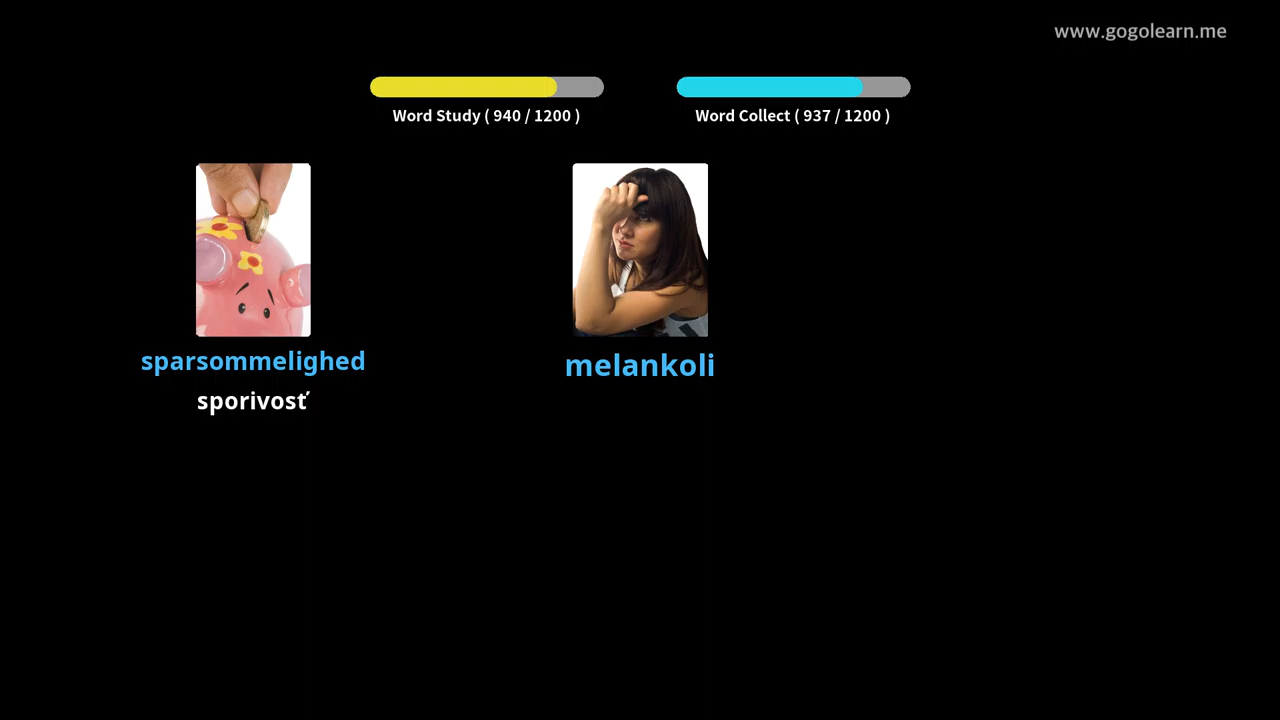 www.gogolearn.me
Word Study ( 940 / 1200 )
Word Collect ( 937 / 1200 )
sparsommelighed
sporivosť
melankoli